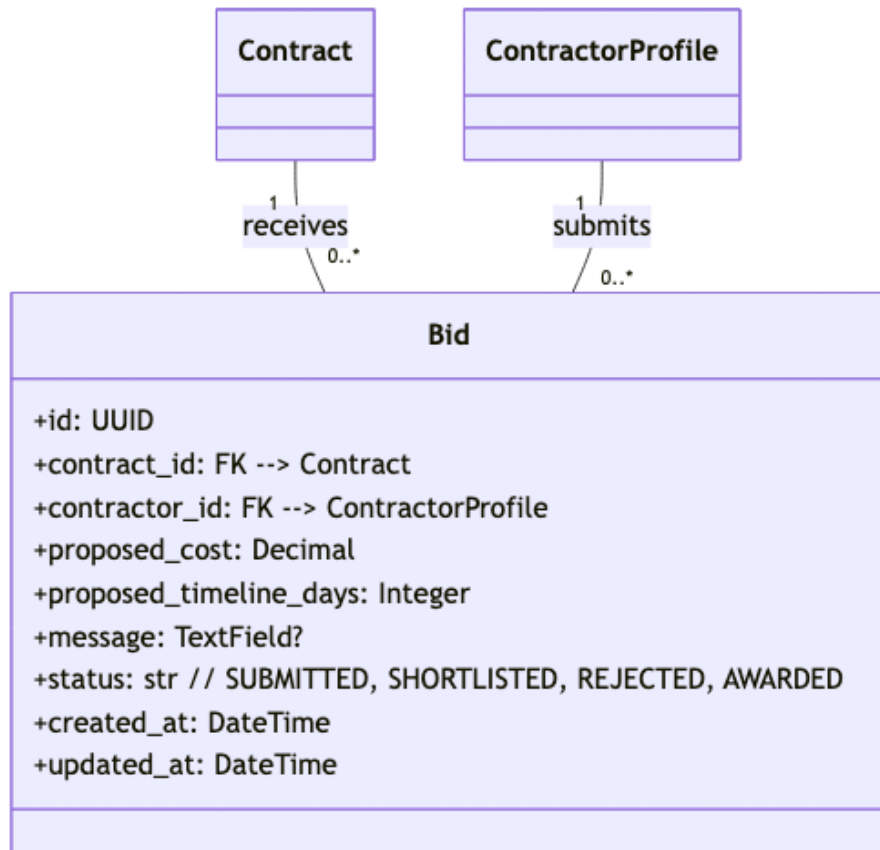 Contract
ContractorProfile
1
1
receives
submits
0..*
0..*
Bid
+id: UUID
+contract_id: FK --> Contract
+contractor_id: FK --> ContractorProfile
+proposed_cost: Decimal
+proposed_timeline_days: Integer
+message: TextField?
+status: str // SUBMITTED, SHORTLISTED, REJECTED, AWARDED
+created_at: DateTime
+updated_at: DateTime